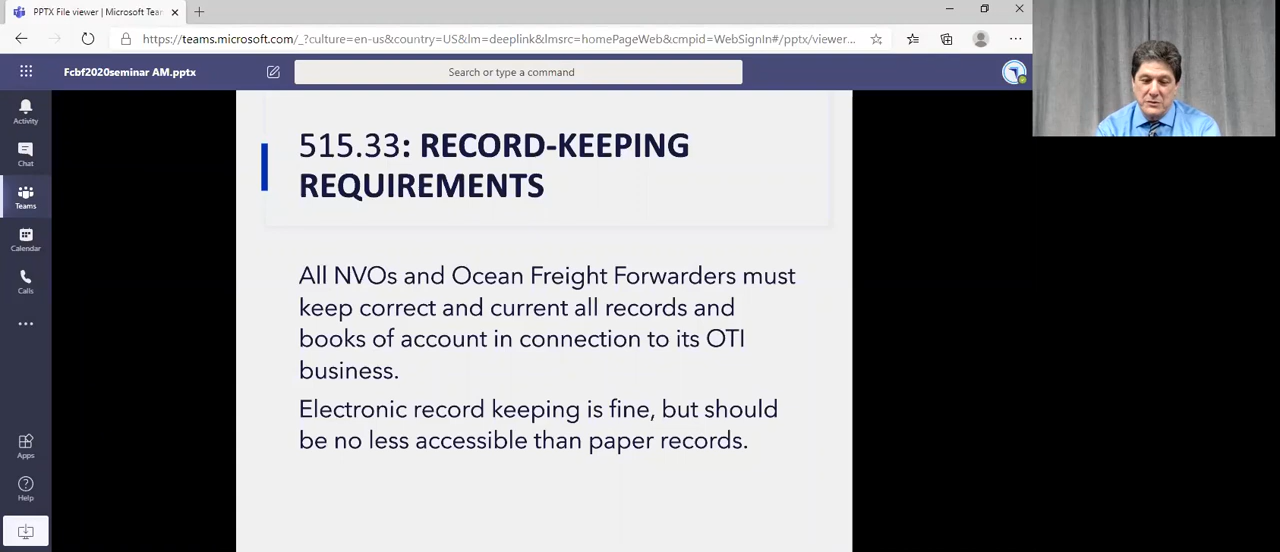 PPTX File viewer | Microsoft Tea
https://teams.microsoft.com/_?culture=en-us&country=US&lm=deeplink&lmsrc=homePageWeb&cmpid=WebSignIn#/pptx/viewer...
Fcbf2020seminar AM.pptx
Search or type a command
Activity
Chat
Teams
Calendar
Calls
Apps
Help
515.33: RECORD-KEEPING
REQUIREMENTS
All NVOs and Ocean Freight Forwarders must
keep correct and current all records and
books of account in connection to its OTI
business.
Electronic record keeping is fine, but should
be no less accessible than paper records.